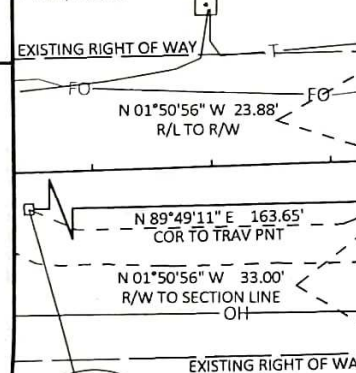 EXISTING RIGHT OF WAY
T
FO
FO
N 01°50'56" W 23.88'
R/L TO R/W
N 89°49'11" E 163.65'
COR TO TRAV PNT
N 01°50'56" W 33.00'
R/W TO SECTION LINE
OH
EXISTING RIGHT OF WA